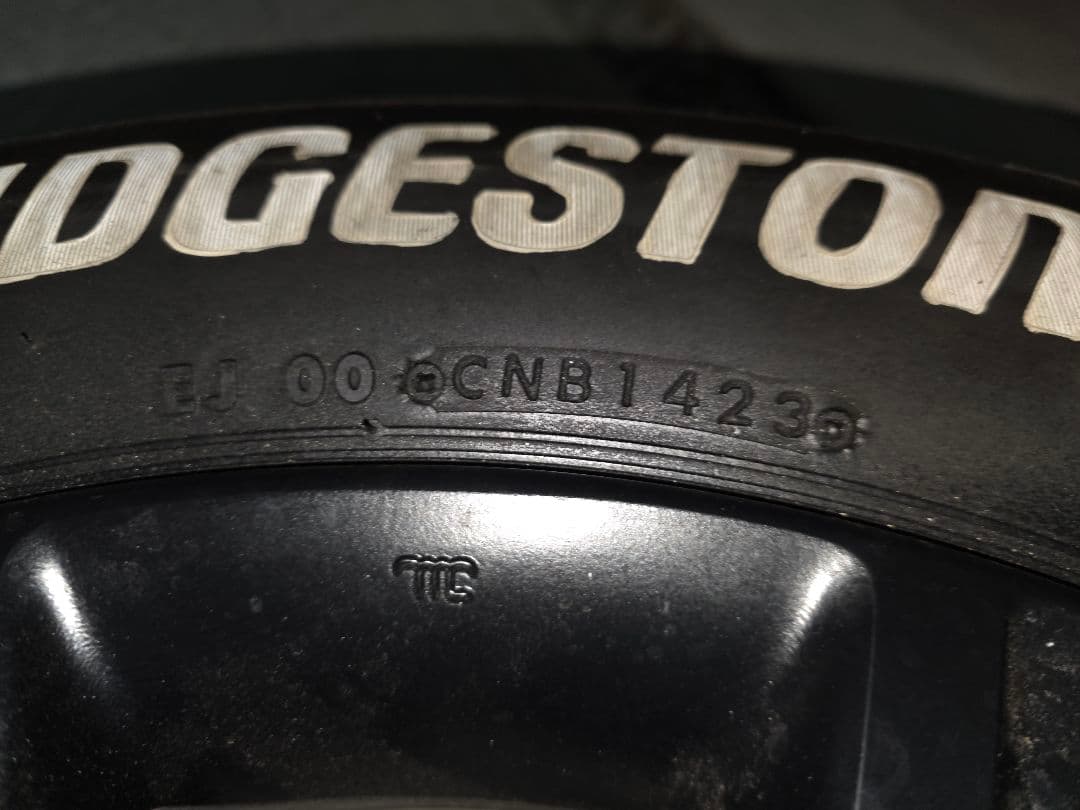 DGESTON
EJ 00 CNB1423